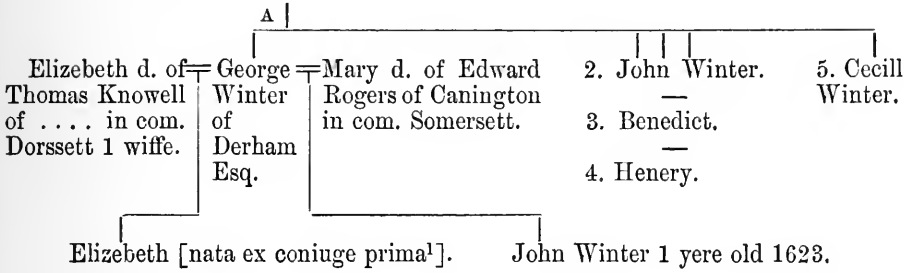 A
Elizebeth d. of = George = Mary d. of Edward 2. John Winter. 5. Cecill
Thomas Knowell Winter Rogers of Canington Winter.
of .... in com. of in com. Somersett. 3. Benedict.
Dorssett 1 wiffe. Derham
Esq. 4. Henery.
Elizebeth [nata ex coniuge prima¹]. John Winter 1 yere old 1623.